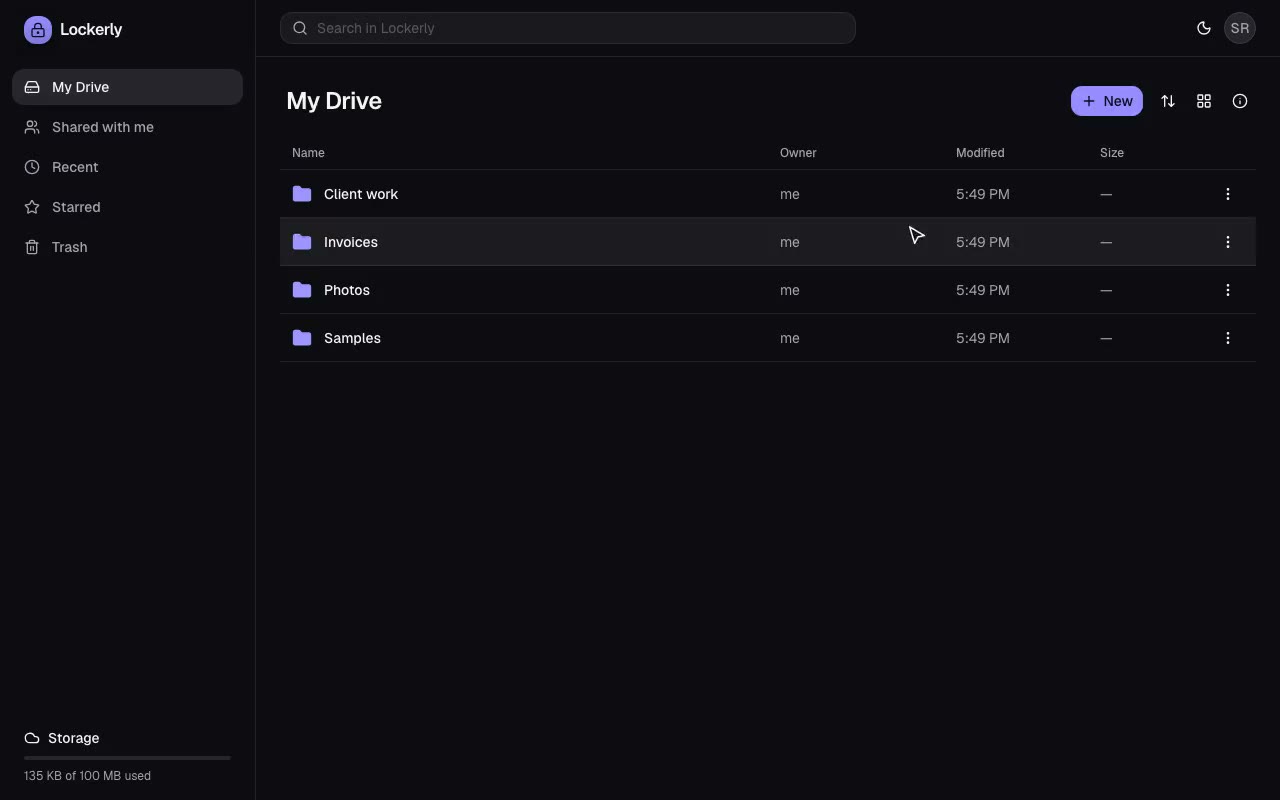 Lockerly
Search in Lockerly
SR
My Drive
Shared with me
Recent
Starred
Trash
My Drive
New
Name Owner Modified Size
Client work me 5:49 PM —
Invoices me 5:49 PM —
Photos me 5:49 PM —
Samples me 5:49 PM —
Storage
135 KB of 100 MB used